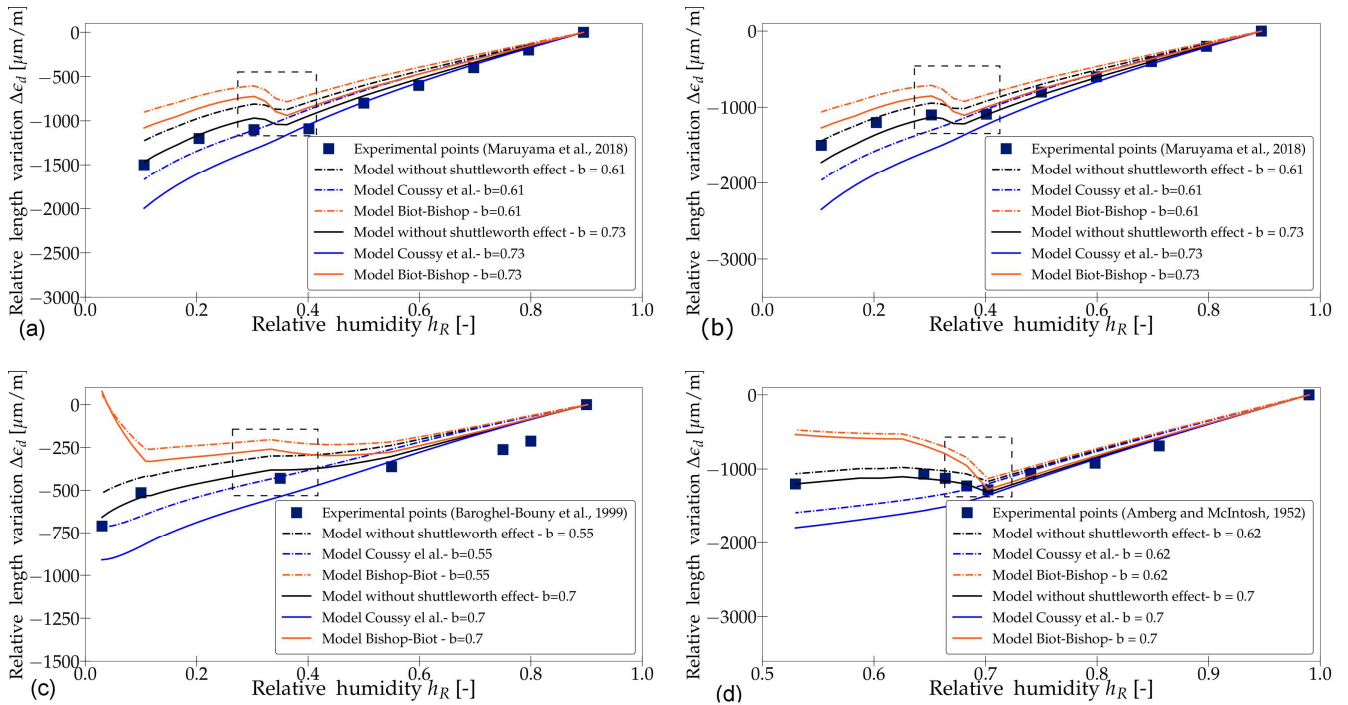 Relative length variation Δϵd [µm/m]
0
−500
−1000
−1500
−2000
−2500
−3000
Experimental points (Maruyama et al., 2018)
Model without shuttleworth effect - b = 0.61
Model Coussy et al.- b=0.61
Model Biot-Bishop - b=0.61
Model without shuttleworth effect - b = 0.73
Model Coussy et al.- b=0.73
Model Biot-Bishop - b=0.73
0.0 0.2 0.4 0.6 0.8 1.0
Relative humidity hR [-]
(a)
Relative length variation Δϵd [µm/m]
0
−1000
−2000
−3000
Experimental points (Maruyama et al., 2018)
Model without shuttleworth effect - b = 0.61
Model Coussy et al.- b=0.61
Model Biot-Bishop - b=0.61
Model without shuttleworth effect - b = 0.73
Model Coussy et al.- b=0.73
Model Biot-Bishop - b=0.73
0.0 0.2 0.4 0.6 0.8 1.0
Relative humidity hR [-]
(b)
Relative length variation Δϵd [µm/m]
0
−250
−500
−750
−1000
−1250
−1500
Experimental points (Baroghel-Bouny et al., 1999)
Model without shuttleworth effect - b = 0.55
Model Coussy el al.- b=0.55
Model Bishop-Biot - b=0.55
Model without shuttleworth effect- b=0.7
Model Coussy el al.- b=0.7
Model Bishop-Biot - b=0.7
0.0 0.2 0.4 0.6 0.8 1.0
Relative humidity hR [-]
(c)
Relative length variation Δϵd [µm/m]
0
−1000
−2000
−3000
Experimental points (Amberg and McIntosh, 1952)
Model without shuttleworth effect- b = 0.62
Model Coussy et al.- b = 0.62
Model Biot-Bishop - b = 0.62
Model without shuttleworth effect- b = 0.7
Model Coussy et al.- b = 0.7
Model Biot-Bishop- b = 0.7
0.5 0.6 0.7 0.8 0.9 1.0
Relative humidity hR [-]
(d)